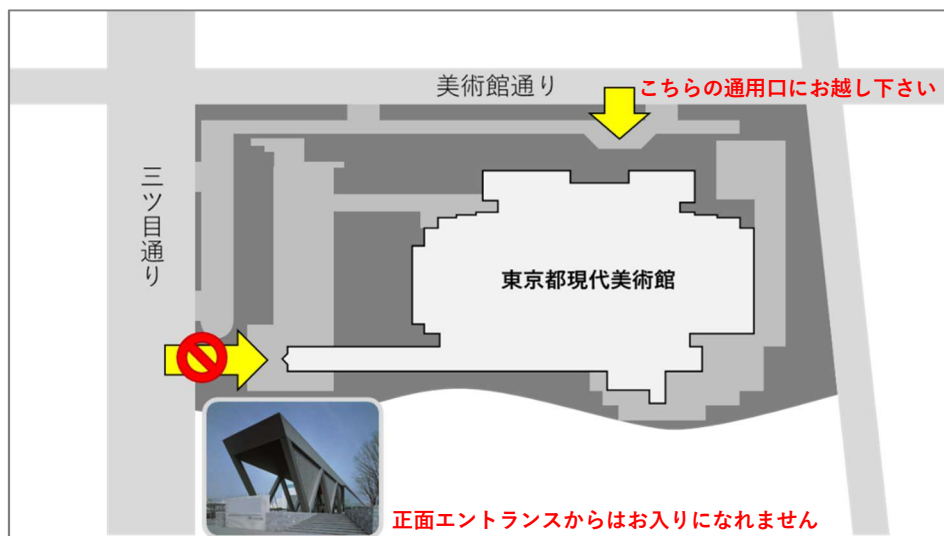 美術館通り
こちらの通用口にお越し下さい
三ツ目通り
東京都現代美術館
正面エントランスからはお入りになれません